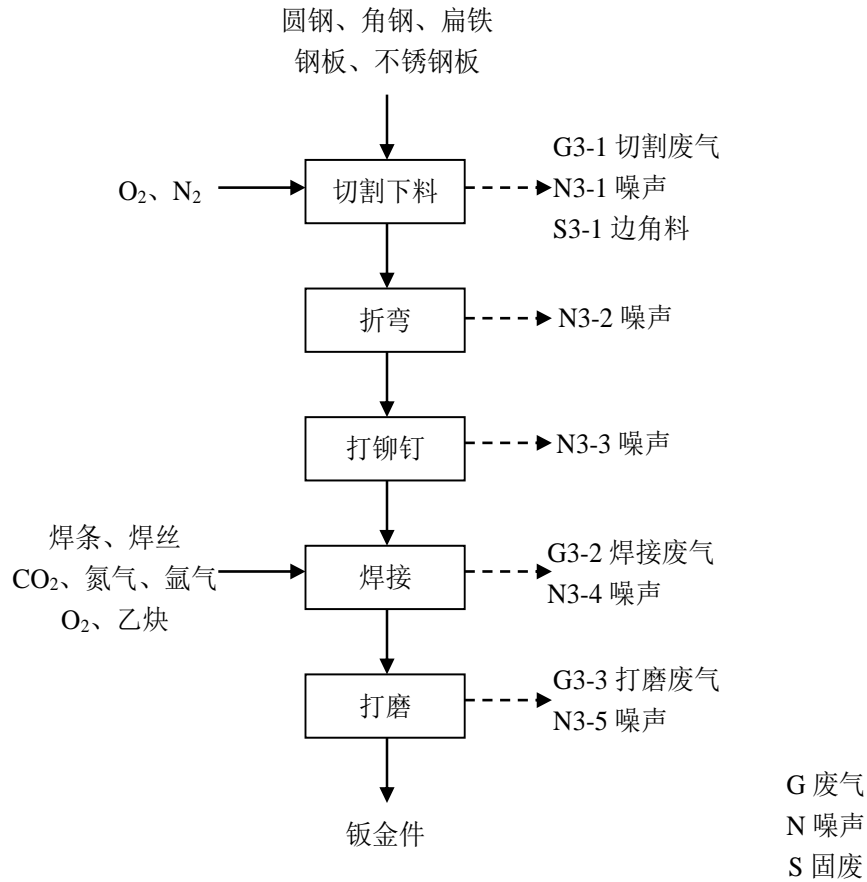 圆钢、角钢、扁铁
钢板、不锈钢板
O₂、N₂
切割下料
G3-1 切割废气
N3-1 噪声
S3-1 边角料
折弯
N3-2 噪声
打铆钉
N3-3 噪声
焊条、焊丝
CO₂、氮气、氩气
O₂、乙炔
焊接
G3-2 焊接废气
N3-4 噪声
打磨
G3-3 打磨废气
N3-5 噪声
钣金件
G 废气
N 噪声
S 固废